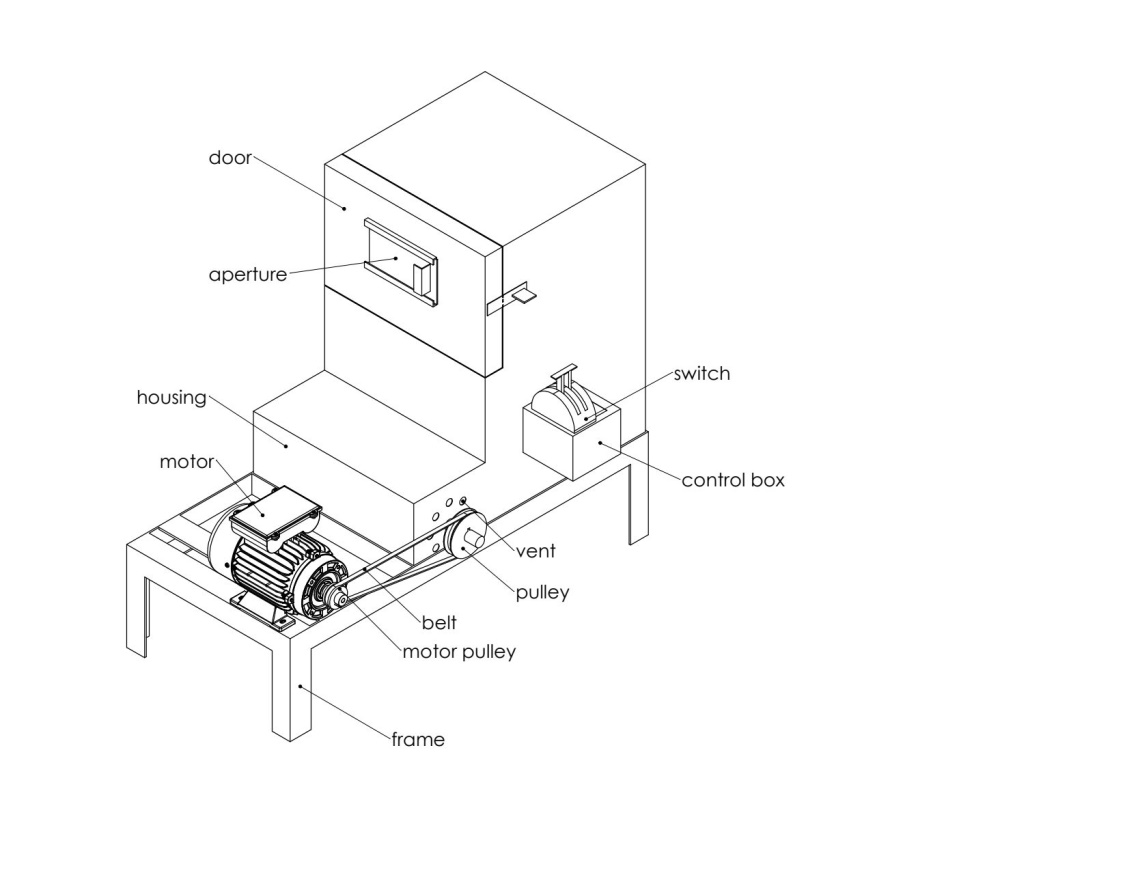 door
aperture
housing
motor
switch
control box
vent
pulley
belt
motor pulley
frame